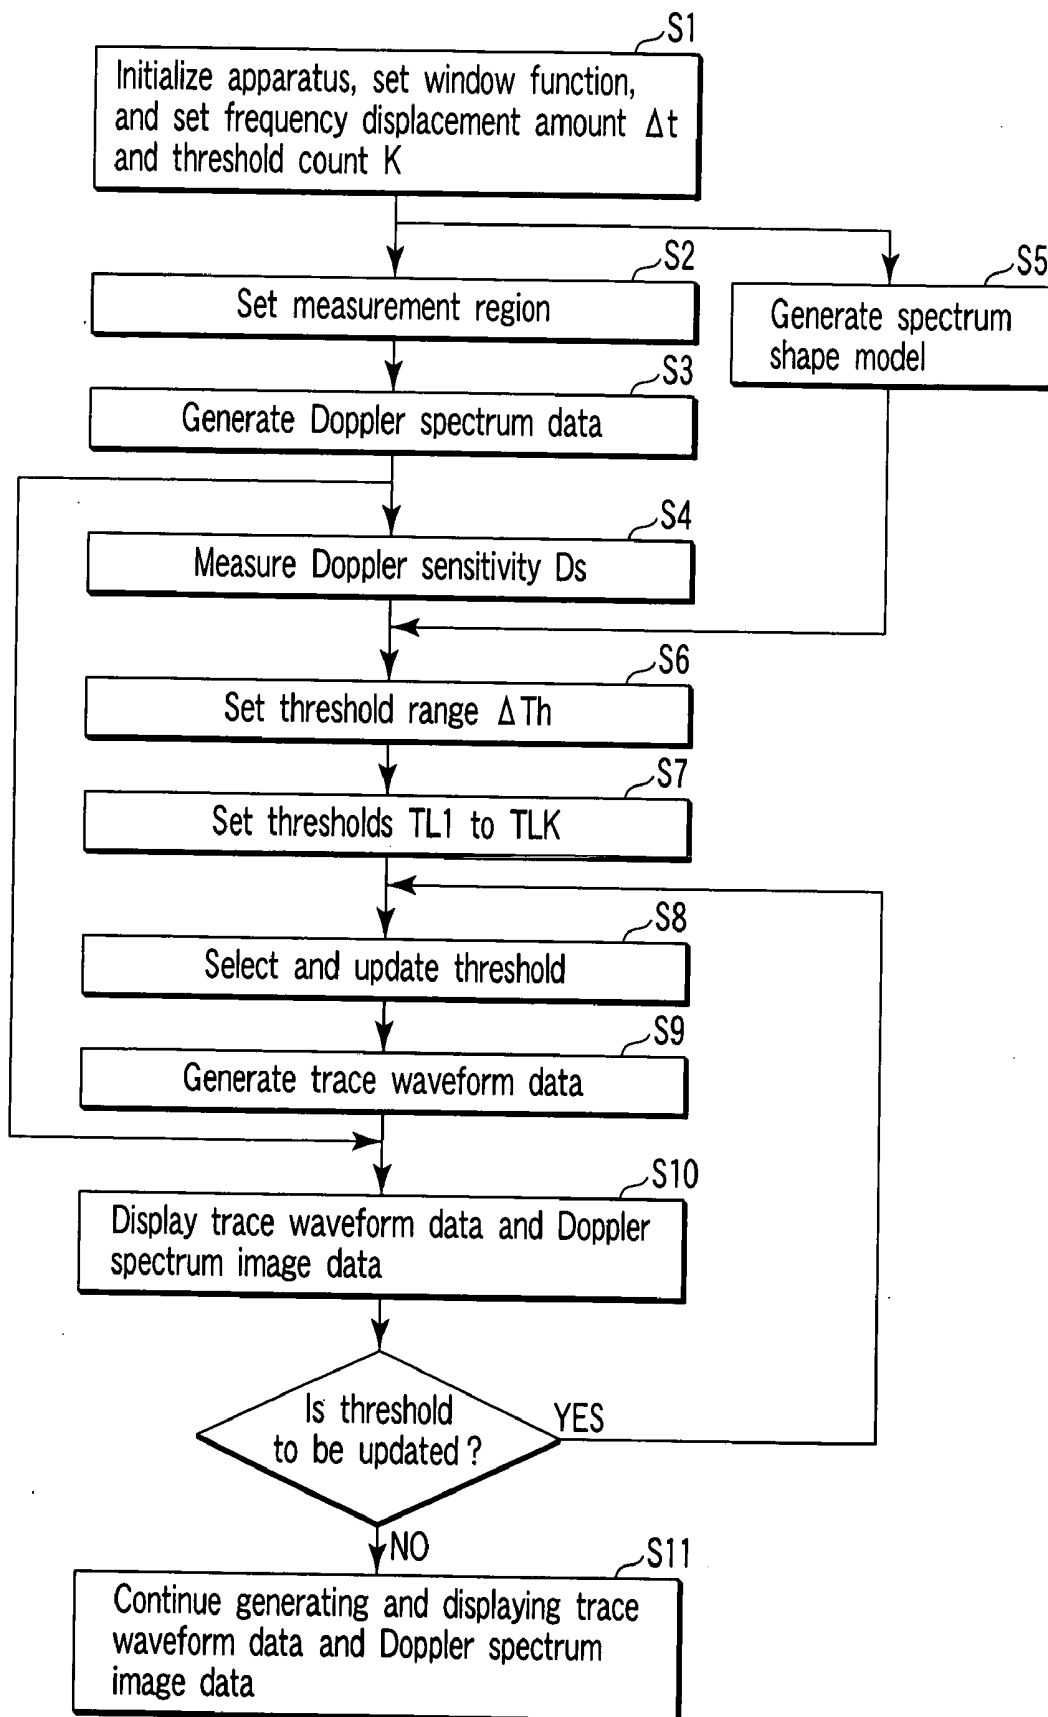 S1
Initialize apparatus, set window function,
and set frequency displacement amount Δt
and threshold count K
S2
Set measurement region
S5
Generate spectrum
shape model
S3
Generate Doppler spectrum data
S4
Measure Doppler sensitivity Ds
S6
Set threshold range ΔTh
S7
Set thresholds TL1 to TLK
S8
Select and update threshold
S9
Generate trace waveform data
S10
Display trace waveform data and Doppler
spectrum image data
Is threshold
to be updated?
YES
NO
S11
Continue generating and displaying trace
waveform data and Doppler spectrum
image data